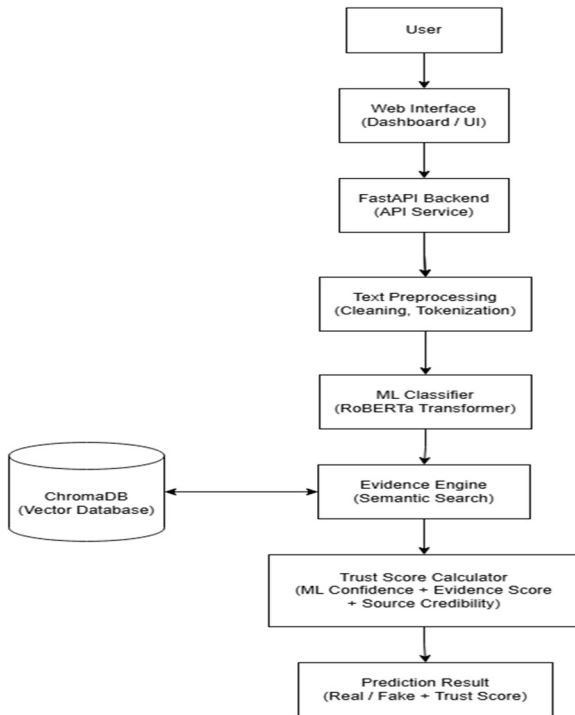 User
Web Interface
(Dashboard / UI)
FastAPI Backend
(API Service)
Text Preprocessing
(Cleaning, Tokenization)
ML Classifier
(RoBERTa Transformer)
ChromaDB
(Vector Database)
Evidence Engine
(Semantic Search)
Trust Score Calculator
(ML Confidence + Evidence Score
+ Source Credibility)
Prediction Result
(Real / Fake + Trust Score)